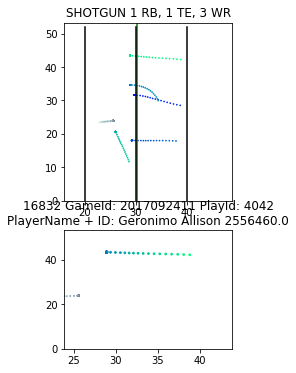 SHOTGUN 1 RB, 1 TE, 3 WR
50
40
30
20
10
0
20 30 40
16832 GameId: 2017092411 PlayId: 4042
PlayerName + ID: Geronimo Allison 2556460.0
40
20
0
25 30 35 40